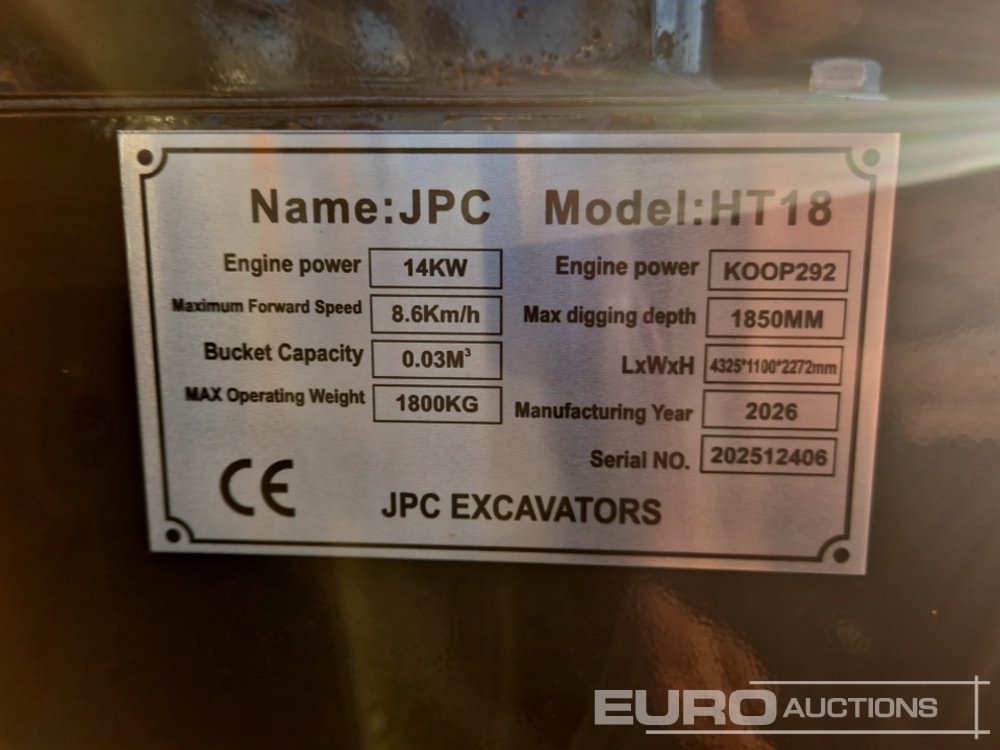 Name:JPC Model:HT18
Engine power 14KW Engine power KOOP292
Maximum Forward Speed 8.6Km/h Max digging depth 1850MM
Bucket Capacity 0.03M³ LxWxH 4325*1100*2272mm
MAX Operating Weight 1800KG Manufacturing Year 2026
Serial NO. 202512406
CE JPC EXCAVATORS
EURO AUCTIONS